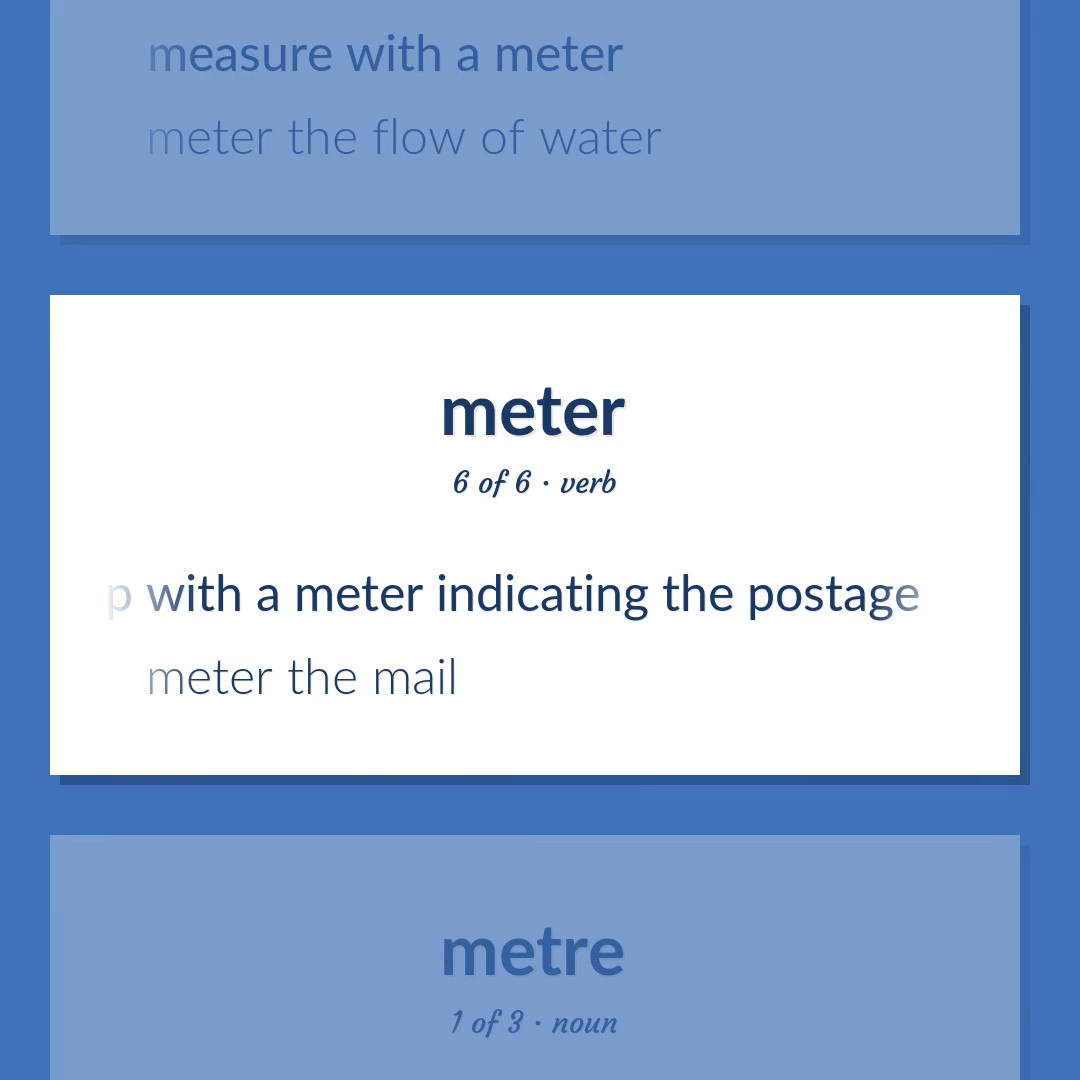 measure with a meter
meter the flow of water
meter
6 of 6 · verb
p with a meter indicating the postage
meter the mail
metre
1 of 3 · noun